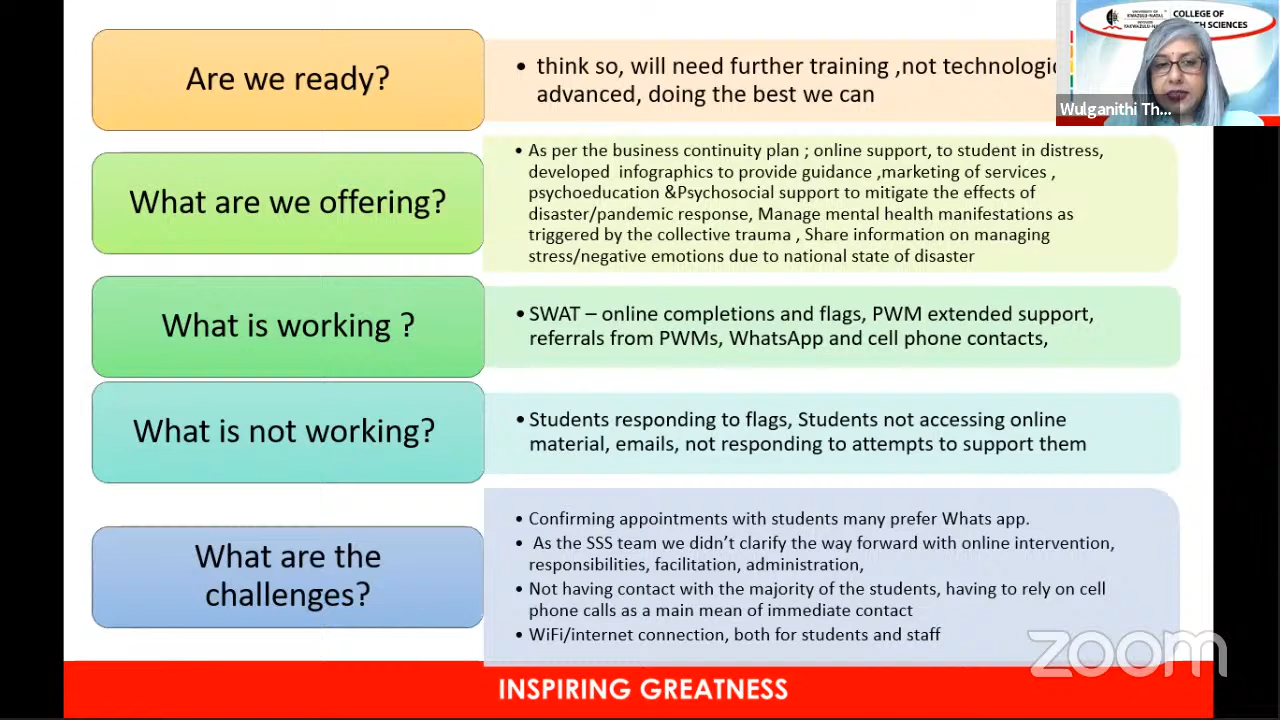 Are we ready?
• think so, will need further training ,not technologic
advanced, doing the best we can
What are we offering?
• As per the business continuity plan ; online support, to student in distress,
developed infographics to provide guidance ,marketing of services ,
psychoeducation &Psychosocial support to mitigate the effects of
disaster/pandemic response, Manage mental health manifestations as
triggered by the collective trauma , Share information on managing
stress/negative emotions due to national state of disaster
What is working ?
• SWAT – online completions and flags, PWM extended support,
referrals from PWMs, WhatsApp and cell phone contacts,
What is not working?
• Students responding to flags, Students not accessing online
material, emails, not responding to attempts to support them
What are the
challenges?
• Confirming appointments with students many prefer Whats app.
• As the SSS team we didn’t clarify the way forward with online intervention,
responsibilities, facilitation, administration,
• Not having contact with the majority of the students, having to rely on cell
phone calls as a main mean of immediate contact
• WiFi/internet connection, both for students and staff
INSPIRING GREATNESS
zoom
UNIVERSITY OF
KWAZULU-NATAL
COLLEGE OF
SCIENCES
Wulganithi Th...